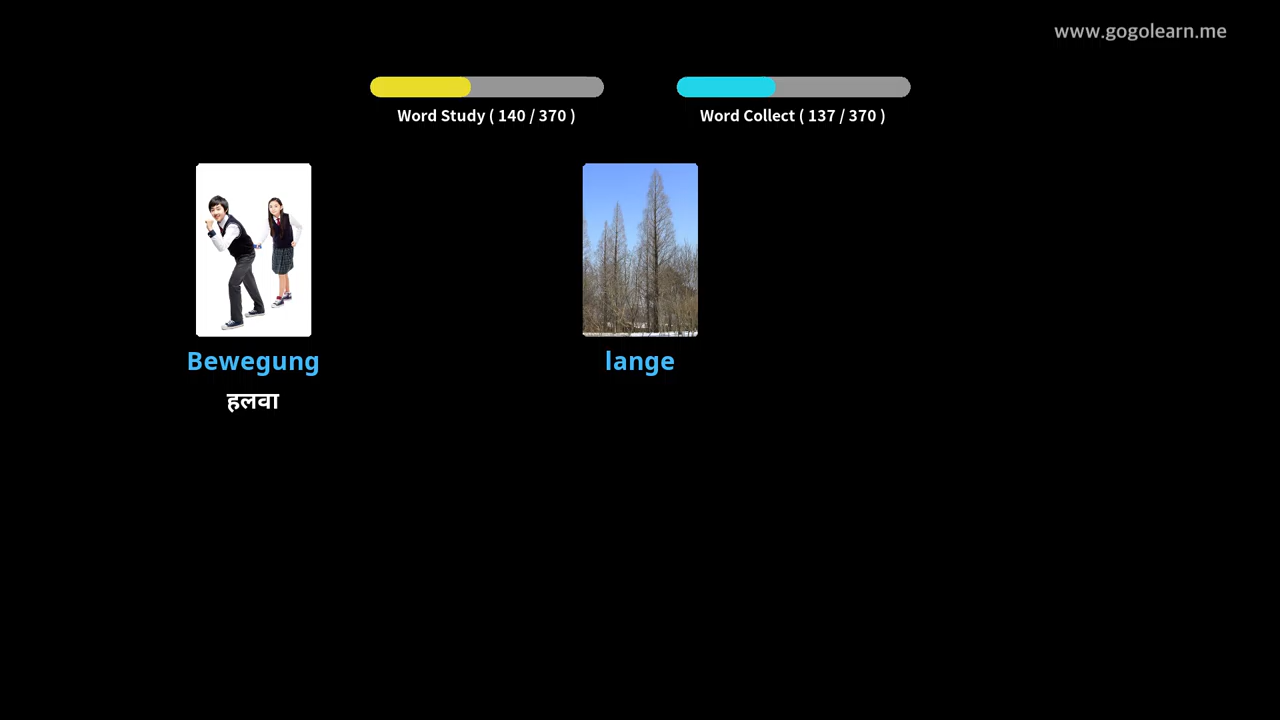 www.gogolearn.me
Word Study ( 140 / 370 )
Word Collect ( 137 / 370 )
Bewegung
lange
हलवा